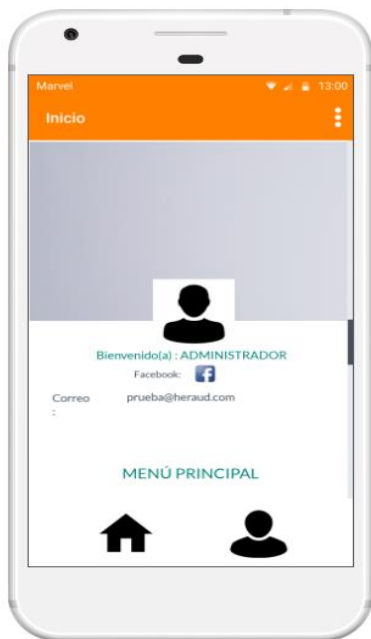 Marvel 13:00
Inicio
Bienvenido(a) : ADMINISTRADOR
Facebook:
Correo prueba@heraud.com
:
MENÚ PRINCIPAL